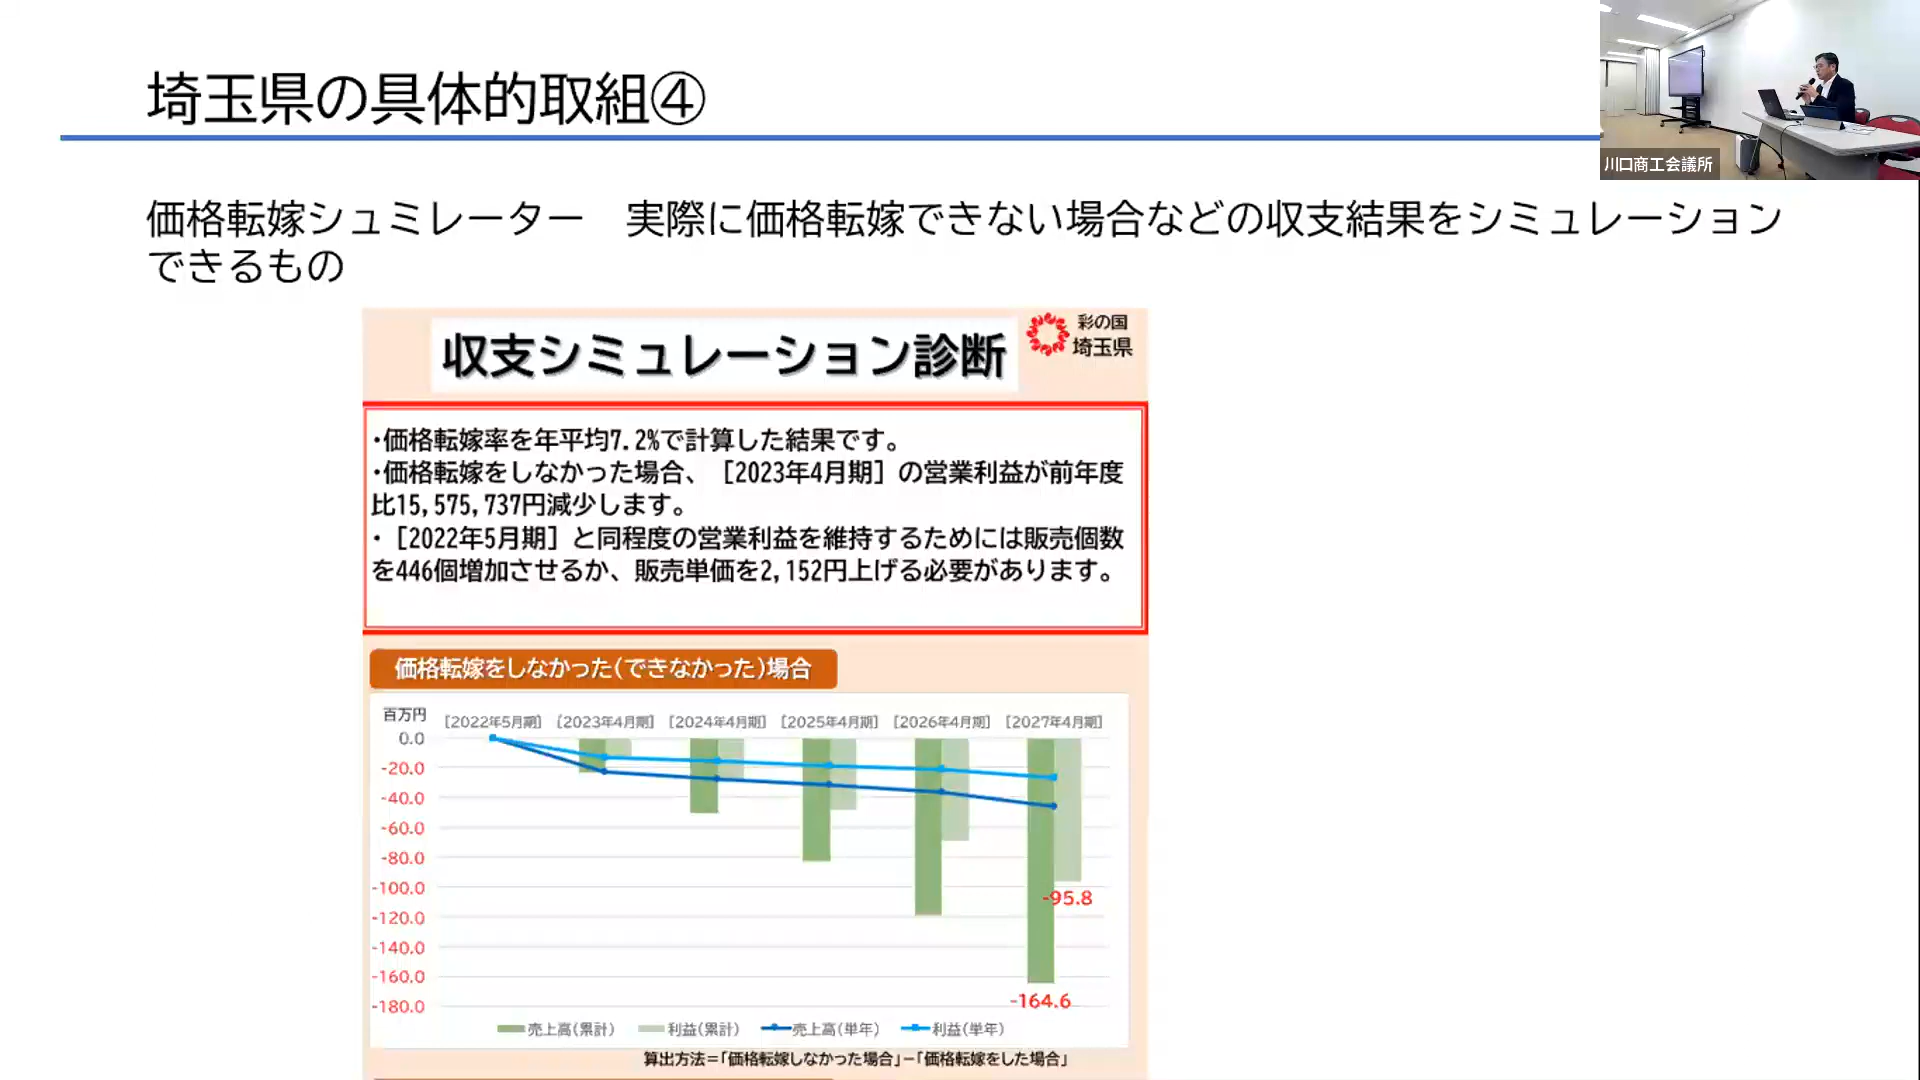 埼玉県の具体的取組④
川口商工会議所
価格転嫁シュミレーター　実際に価格転嫁できない場合などの収支結果をシミュレーション
できるもの
収支シミュレーション診断
彩の国
埼玉県
・価格転嫁率を年平均7.2%で計算した結果です。
・価格転嫁をしなかった場合、［2023年4月期］の営業利益が前年度
比15,575,737円減少します。
・［2022年5月期］と同程度の営業利益を維持するためには販売個数
を446個増加させるか、販売単価を2,152円上げる必要があります。
価格転嫁をしなかった（できなかった）場合
百万円 ［2022年5月期］ ［2023年4月期］ ［2024年4月期］ ［2025年4月期］ ［2026年4月期］ ［2027年4月期］
0.0
-20.0
-40.0
-60.0
-80.0
-100.0
-95.8
-120.0
-140.0
-160.0
-180.0
-164.6
売上高（累計） 利益（累計） 売上高（単年） 利益（単年）
算出方法＝「価格転嫁しなかった場合」－「価格転嫁をした場合」